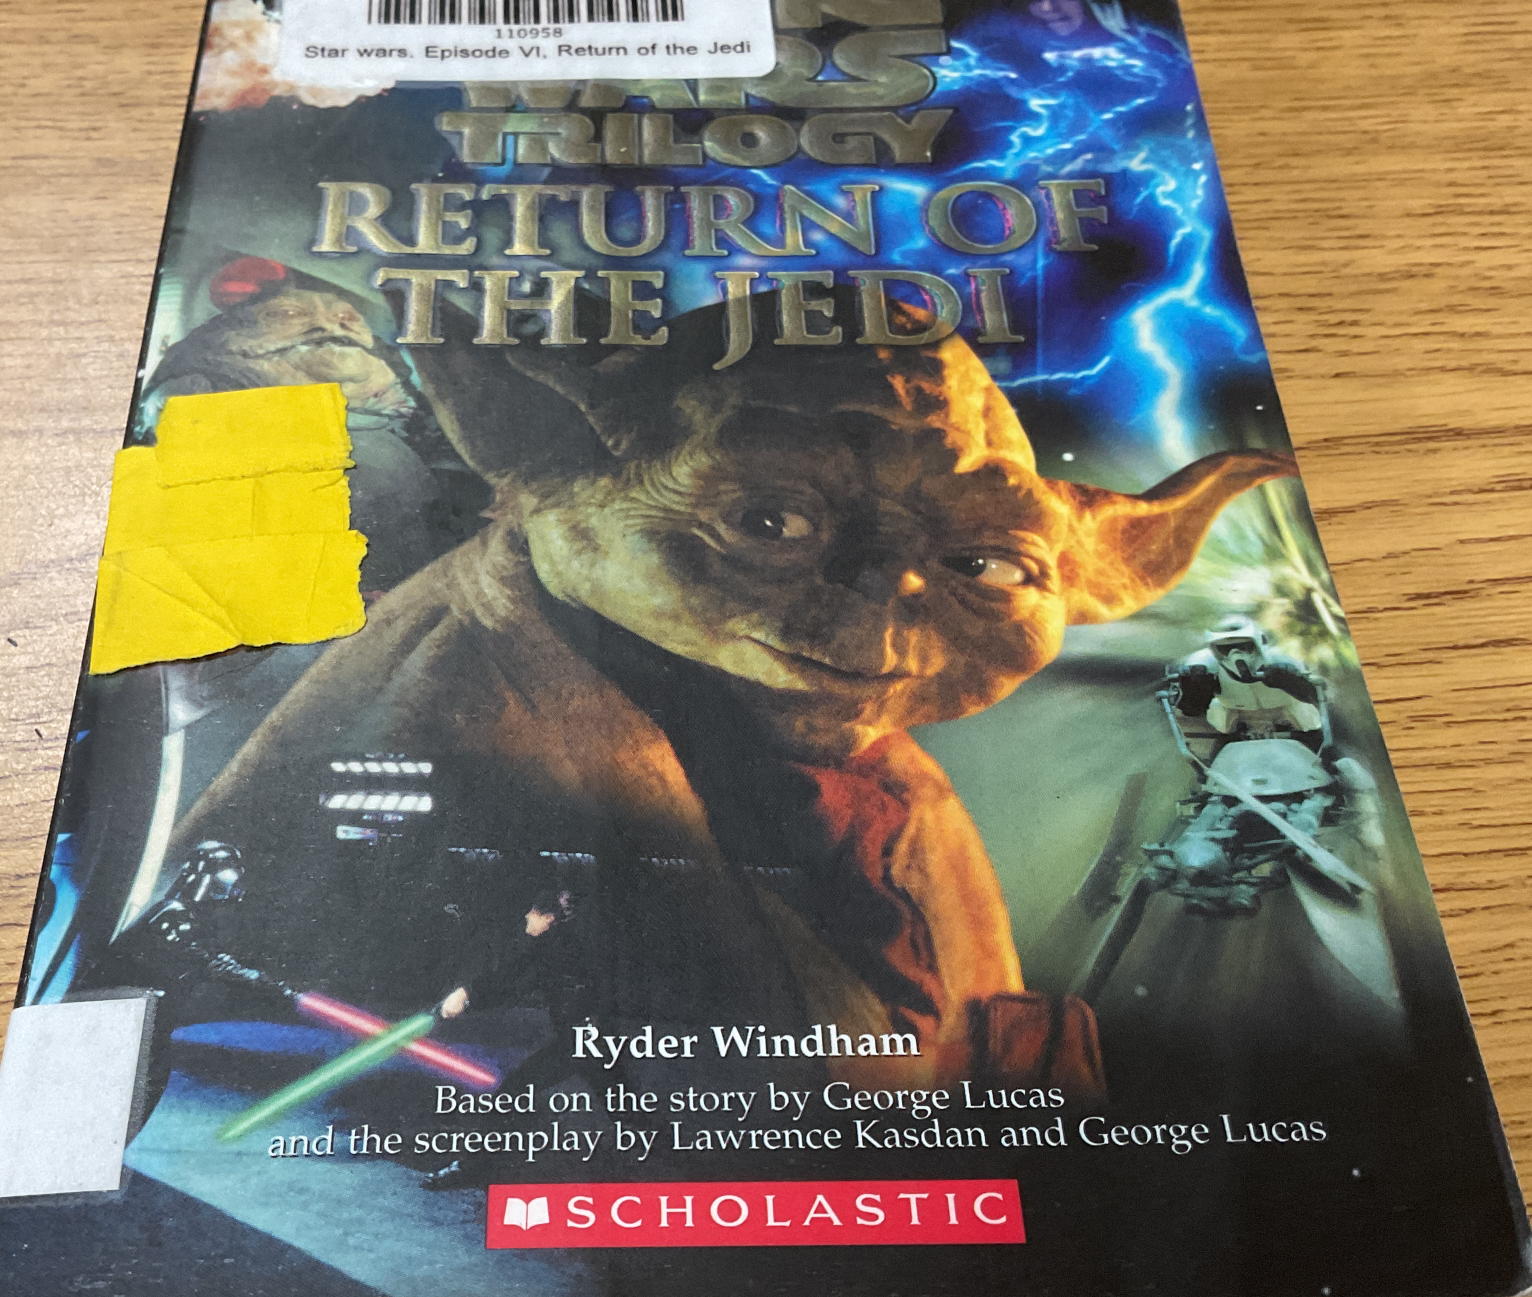 110958
Star wars. Episode VI, Return of the Jedi
WARS
TRILOGY
RETURN OF
THE JEDI
Ryder Windham
Based on the story by George Lucas
and the screenplay by Lawrence Kasdan and George Lucas
SCHOLASTIC